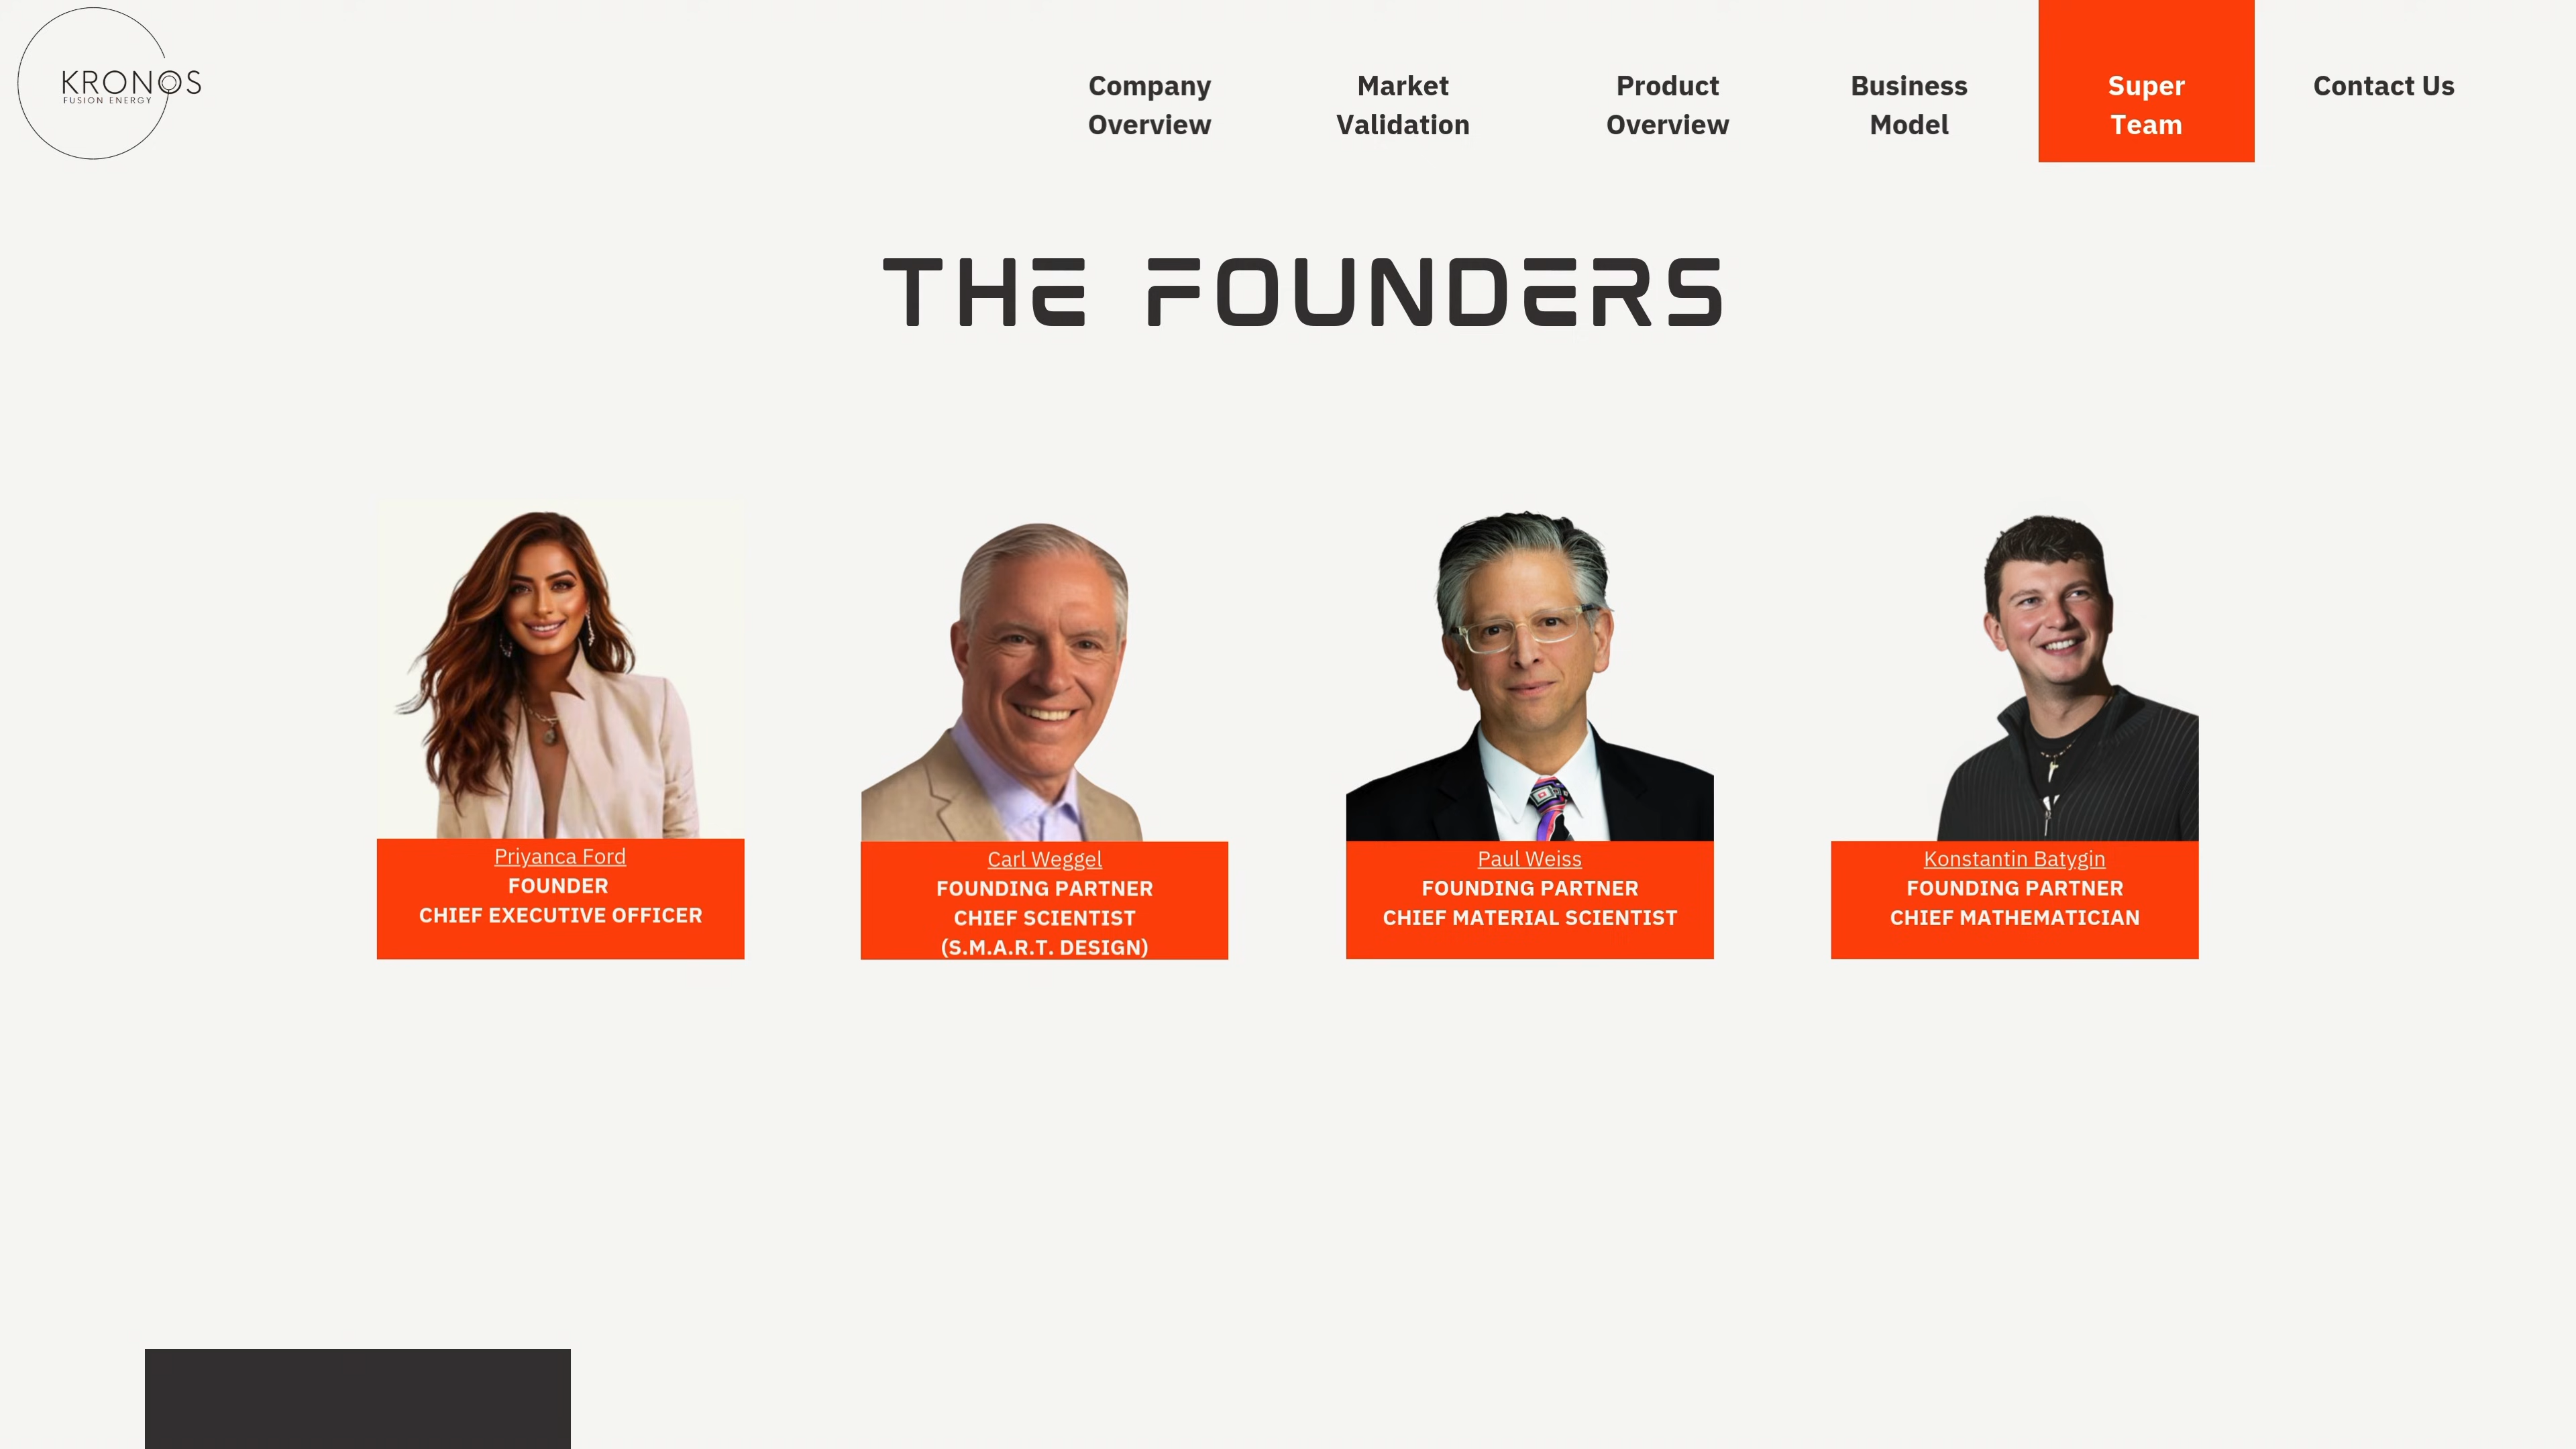 KRONOS
FUSION ENERGY
Company
Overview
Market
Validation
Product
Overview
Business
Model
Super
Team
Contact Us
THE FOUNDERS
Priyanca Ford
FOUNDER
CHIEF EXECUTIVE OFFICER
Carl Weggel
FOUNDING PARTNER
CHIEF SCIENTIST
(S.M.A.R.T. DESIGN)
Paul Weiss
FOUNDING PARTNER
CHIEF MATERIAL SCIENTIST
Konstantin Batygin
FOUNDING PARTNER
CHIEF MATHEMATICIAN